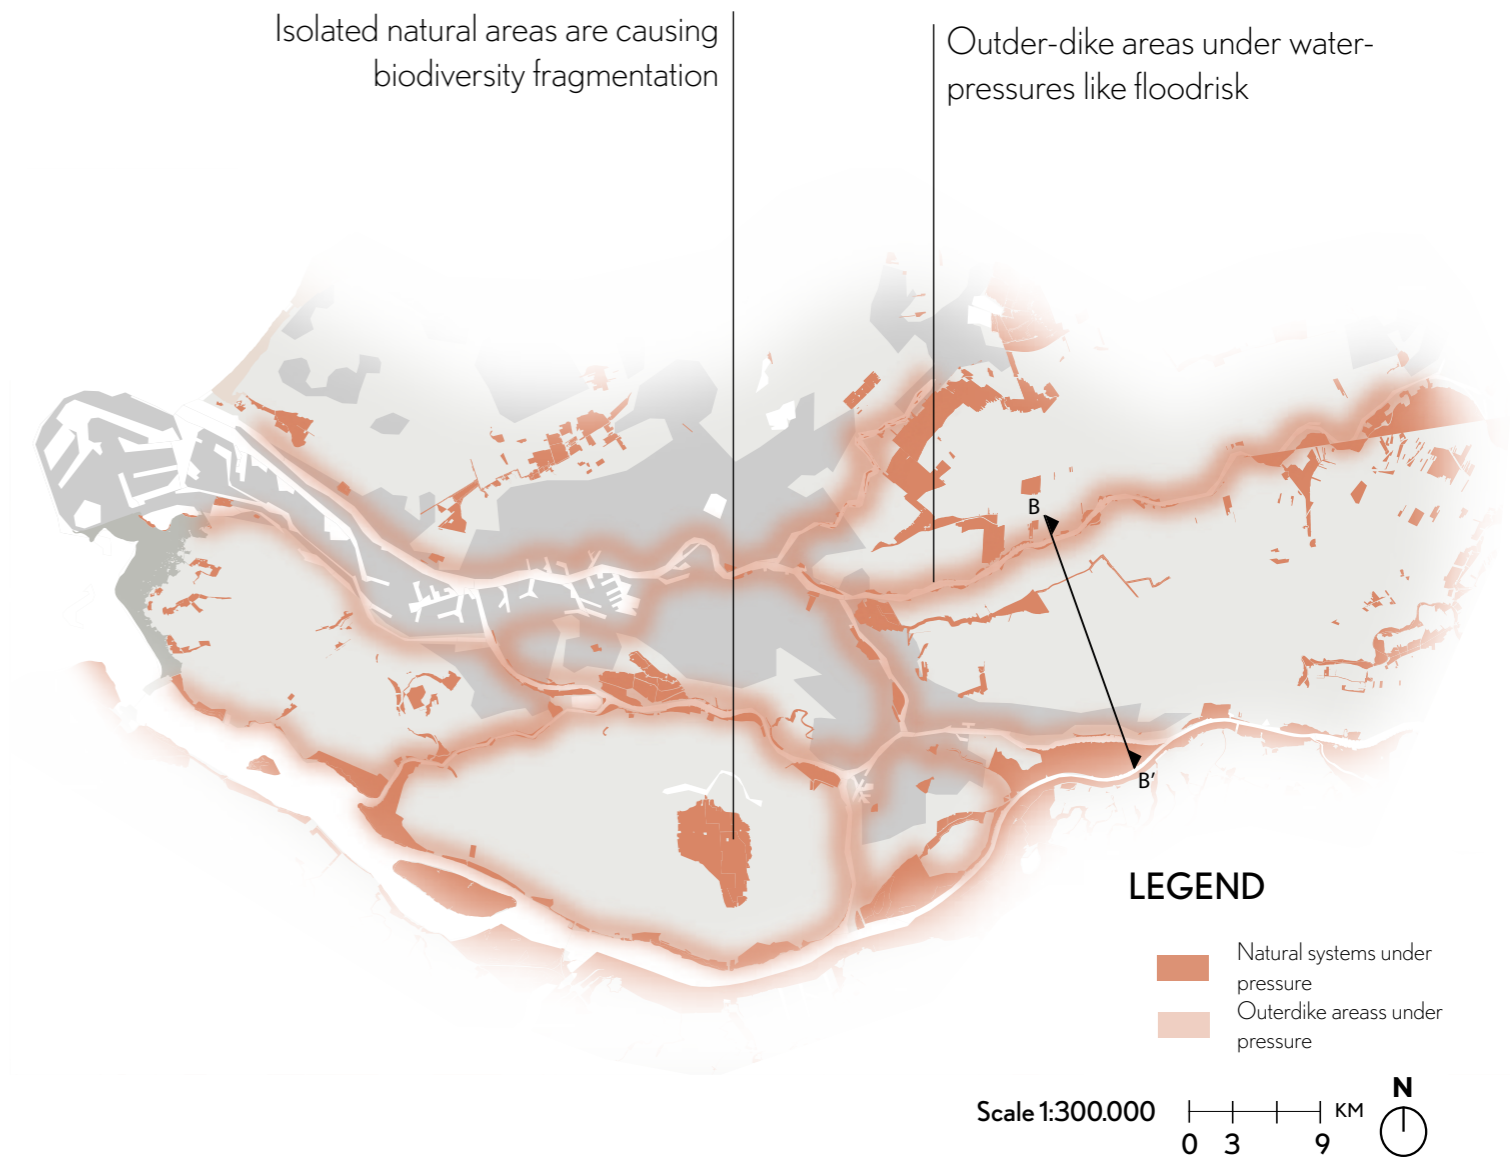 Isolated natural areas are causing
biodiversity fragmentation
Outder-dike areas under water-
pressures like floodrisk
B
B'
LEGEND
Natural systems under
pressure
Outerdike areass under
pressure
Scale 1:300.000
KM
0 3 9
N